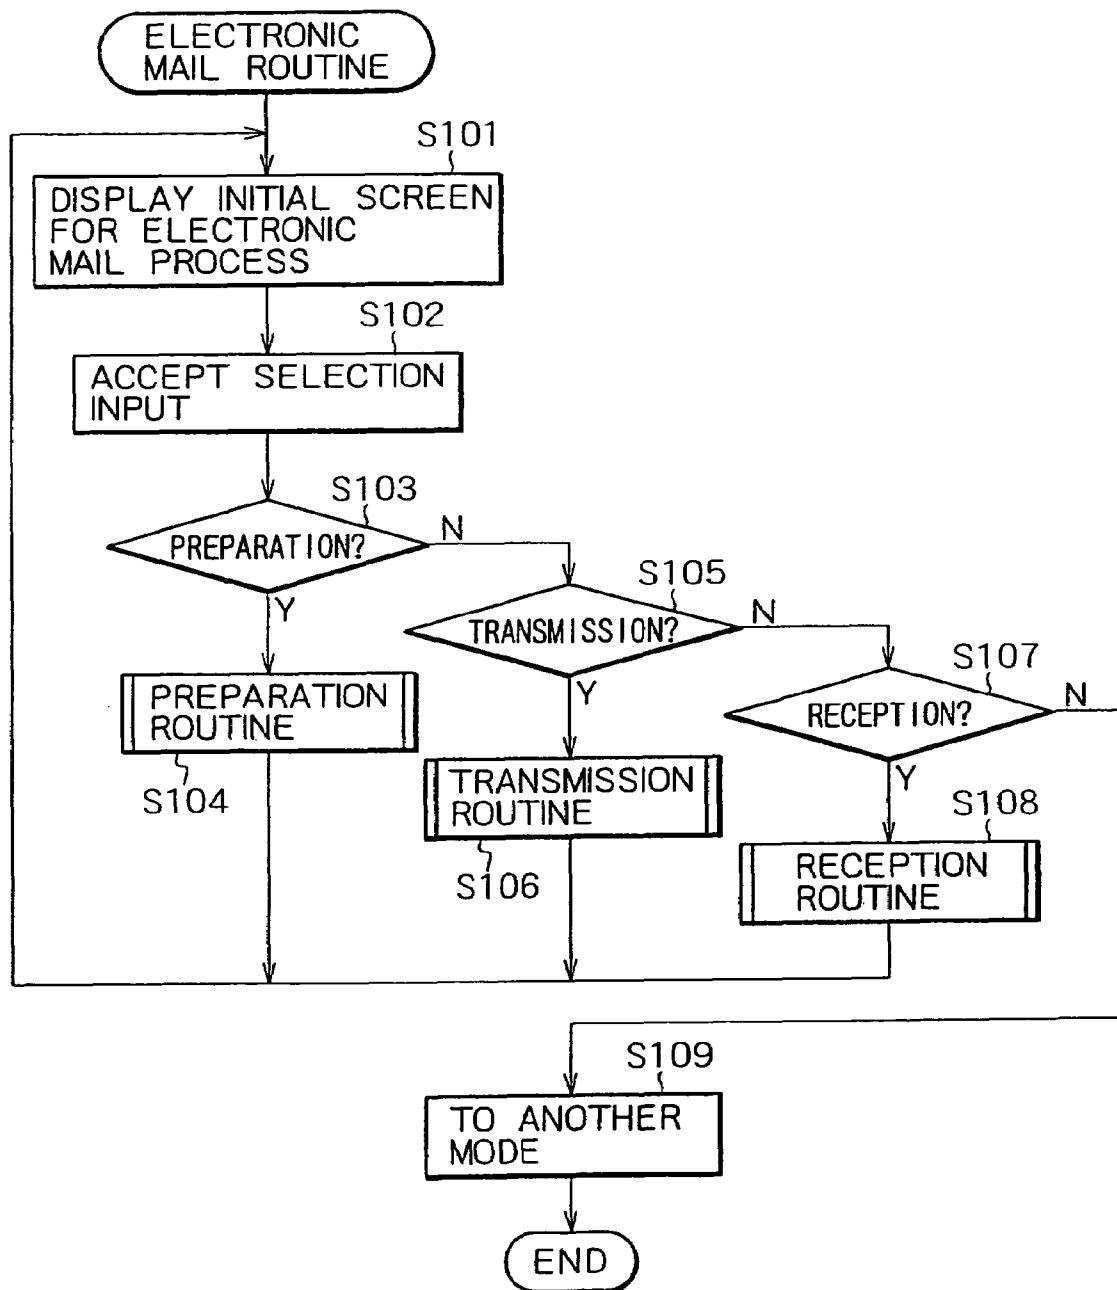 ELECTRONIC
MAIL ROUTINE
S101
DISPLAY INITIAL SCREEN
FOR ELECTRONIC
MAIL PROCESS
S102
ACCEPT SELECTION
INPUT
S103
PREPARATION?
N
Y
S105
TRANSMISSION?
N
Y
S107
RECEPTION?
N
Y
PREPARATION
ROUTINE
S104
TRANSMISSION
ROUTINE
S106
S108
RECEPTION
ROUTINE
S109
TO ANOTHER
MODE
END